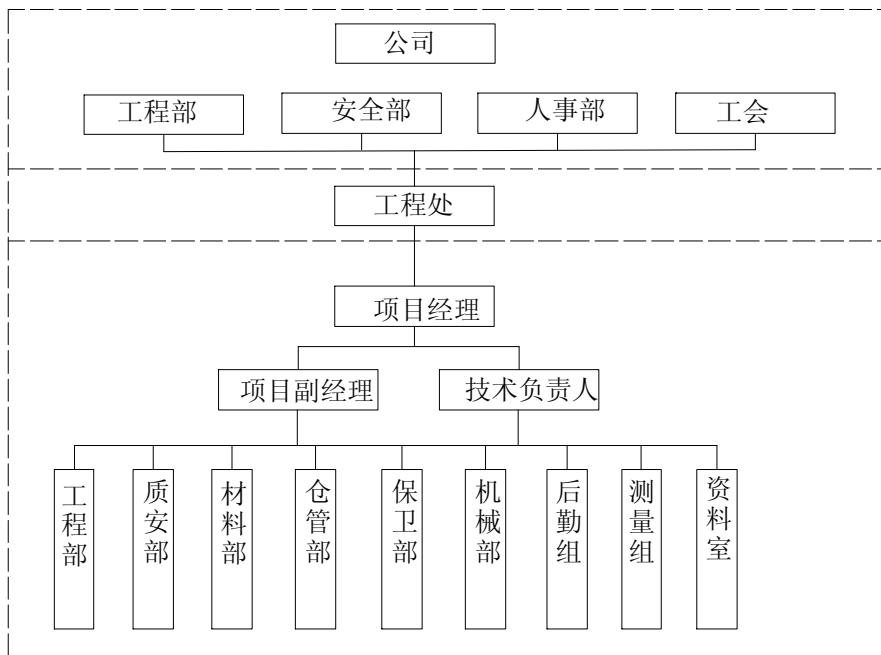 公司
工程部 安全部 人事部 工会
工程处
项目经理
项目副经理 技术负责人
工程部
质安部
材料部
仓管部
保卫部
机械部
后勤组
测量组
资料室